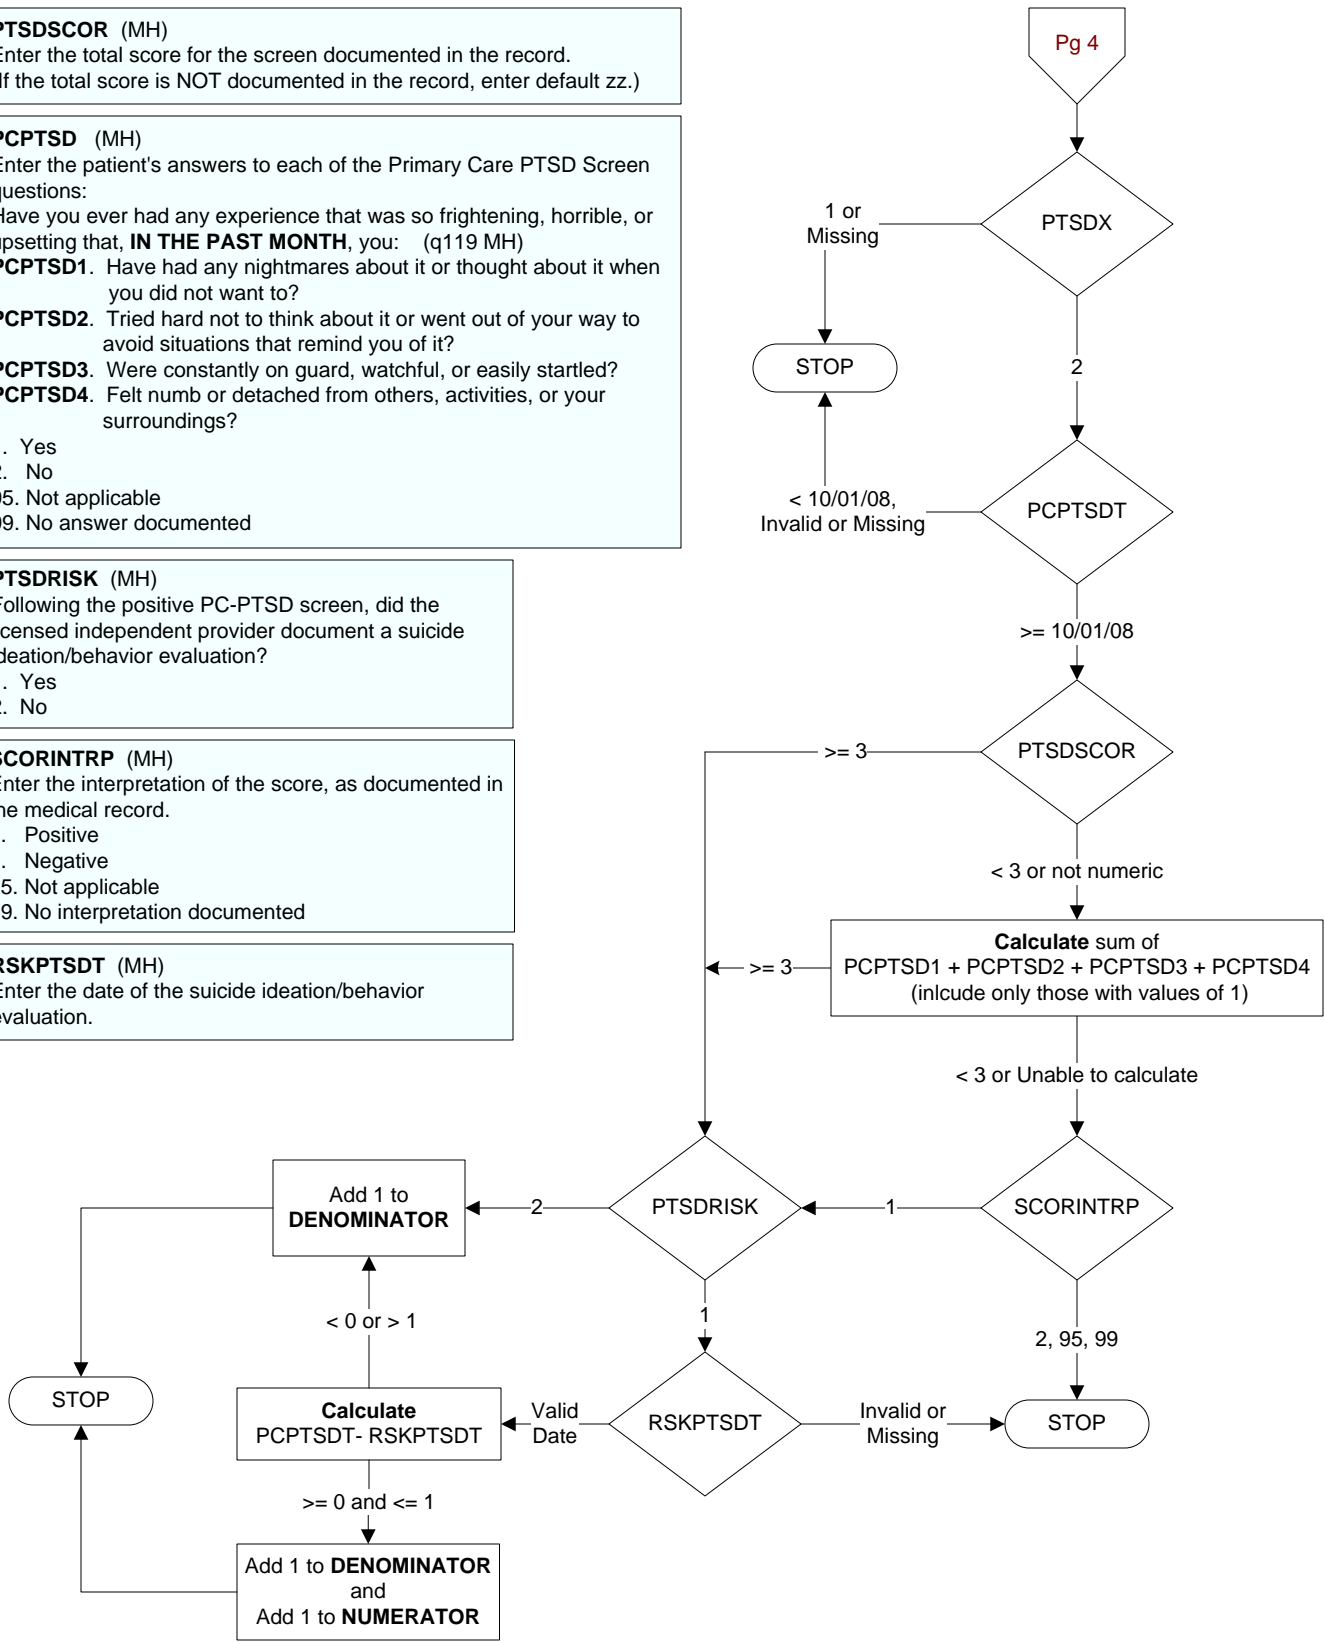 PTSDSCOR (MH)
Enter the total score for the screen documented in the record.
If the total score is NOT documented in the record, enter default zz.)
PCPTSD (MH)
Enter the patient's answers to each of the Primary Care PTSD Screen
questions:
Have you ever had any experience that was so frightening, horrible, or
upsetting that, IN THE PAST MONTH, you: (q119 MH)
PCPTSD1. Have had any nightmares about it or thought about it when
you did not want to?
PCPTSD2. Tried hard not to think about it or went out of your way to
avoid situations that remind you of it?
PCPTSD3. Were constantly on guard, watchful, or easily startled?
PCPTSD4. Felt numb or detached from others, activities, or your
surroundings?
. Yes
2. No
95. Not applicable
99. No answer documented
PTSDRISK (MH)
Following the positive PC-PTSD screen, did the
licensed independent provider document a suicide
ideation/behavior evaluation?
. Yes
2. No
SCORINTRP (MH)
Enter the interpretation of the score, as documented in
the medical record.
. Positive
. Negative
5. Not applicable
9. No interpretation documented
RSKPTSDT (MH)
Enter the date of the suicide ideation/behavior
evaluation.
Pg 4
PTSDX
1 or
Missing
STOP
2
PCPTSDT
< 10/01/08,
Invalid or Missing
>= 10/01/08
PTSDSCOR
>= 3
< 3 or not numeric
Calculate sum of
PCPTSD1 + PCPTSD2 + PCPTSD3 + PCPTSD4
(inlcude only those with values of 1)
>= 3
< 3 or Unable to calculate
SCORINTRP
1
PTSDRISK
2
Add 1 to
DENOMINATOR
2, 95, 99
1
< 0 or > 1
STOP
Calculate
PCPTSDT- RSKPTSDT
Valid
Date
RSKPTSDT
Invalid or
Missing
STOP
>= 0 and <= 1
Add 1 to DENOMINATOR
and
Add 1 to NUMERATOR